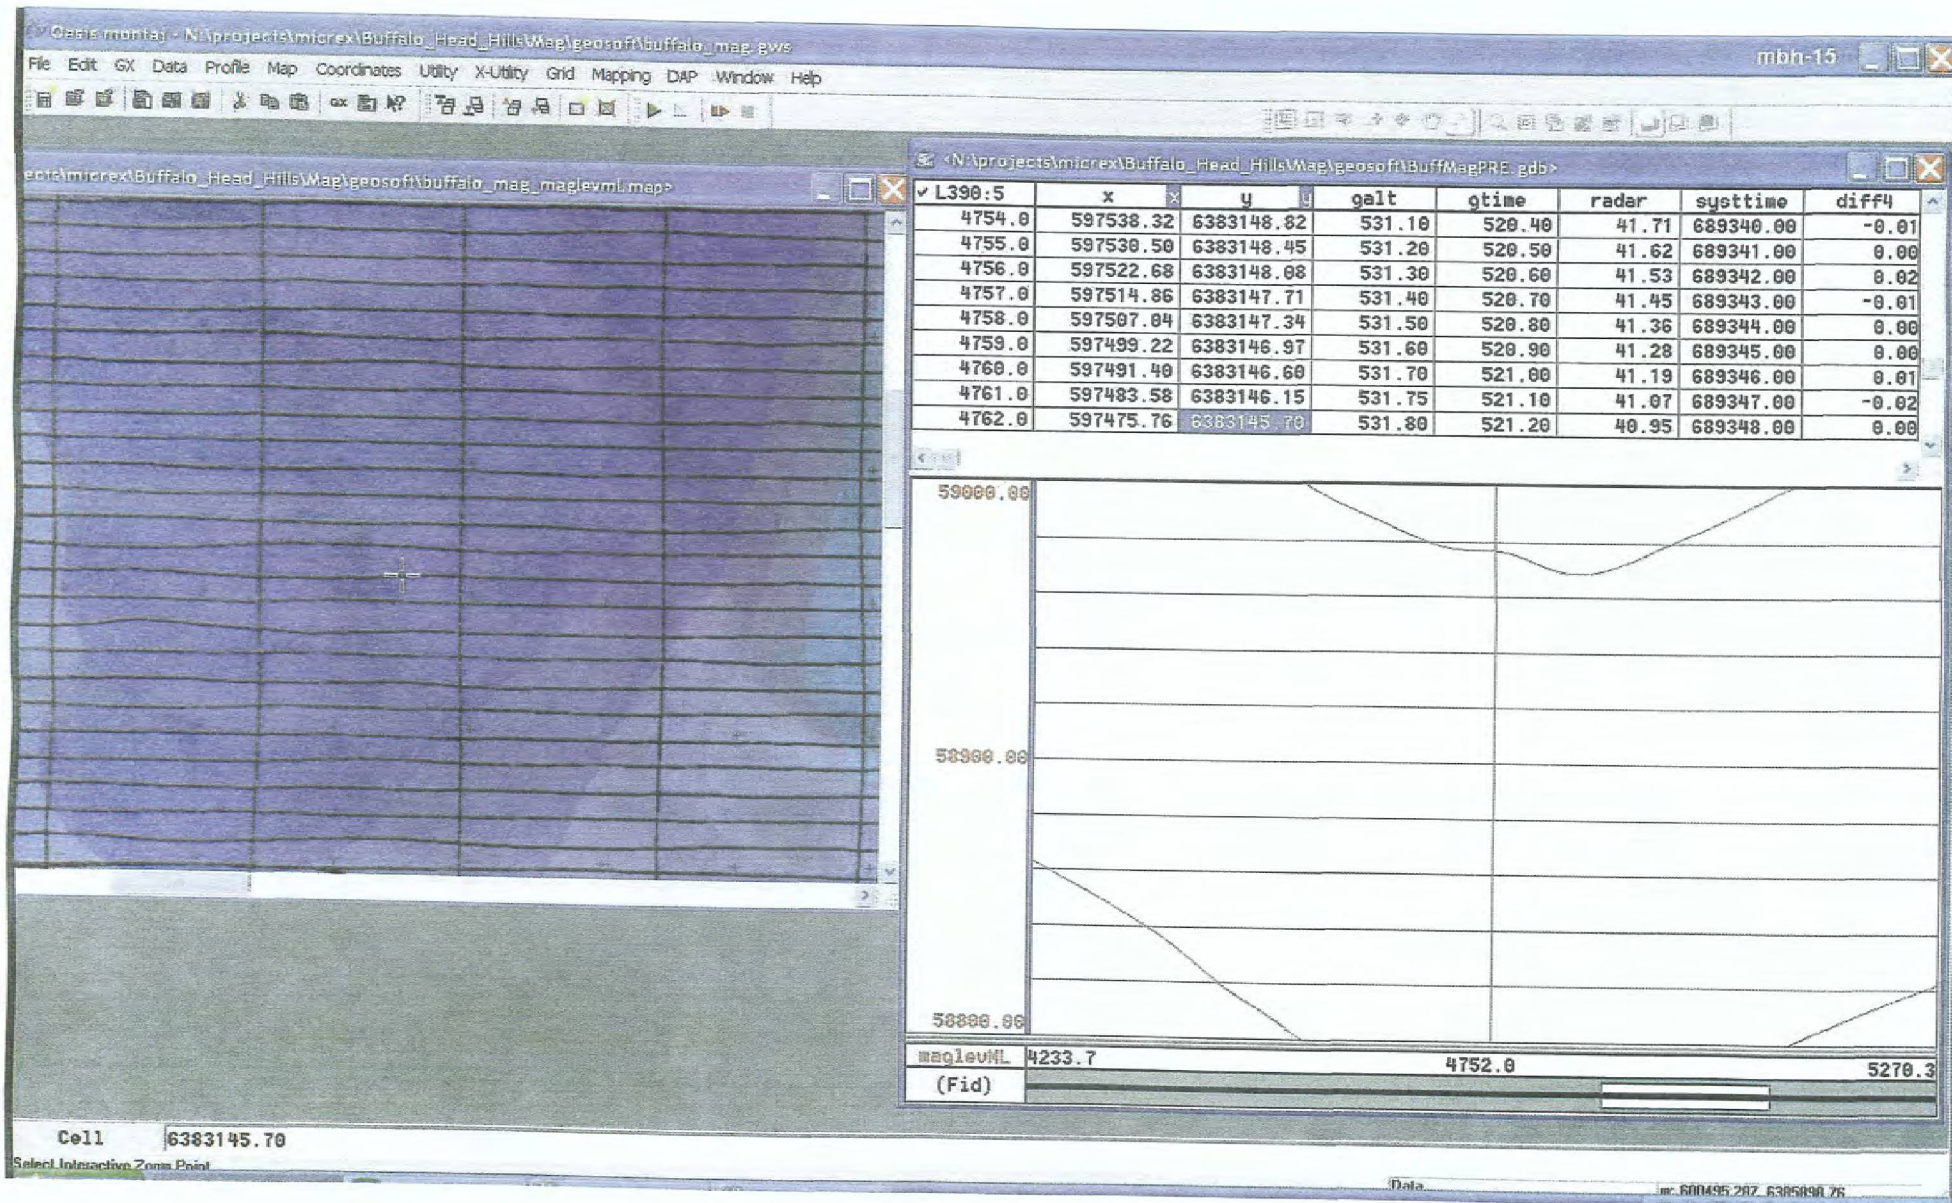 Oasis montaj - N:\projects\micrex\Buffalo_Head_Hills\Mag\geosoft\buffalo_mag.gws
mbh-15
File Edit GX Data Profile Map Coordinates Utility X-Utility Grid Mapping DAP Window Help
ects\micrex\Buffalo_Head_Hills\Mag\geosoft\buffalo_mag_maglevml.map>
<N:\projects\micrex\Buffalo_Head_Hills\Mag\geosoft\BuffMagPRE.gdb>
L390:5 x x y y galt gtime radar systtime diff4
4754.0 597538.32 6383148.82 531.10 520.40 41.71 689340.00 -0.01
4755.0 597530.50 6383148.45 531.20 520.50 41.62 689341.00 0.00
4756.0 597522.68 6383148.08 531.30 520.60 41.53 689342.00 0.02
4757.0 597514.86 6383147.71 531.40 520.70 41.45 689343.00 -0.01
4758.0 597507.04 6383147.34 531.50 520.80 41.36 689344.00 0.00
4759.0 597499.22 6383146.97 531.60 520.90 41.28 689345.00 0.00
4760.0 597491.40 6383146.60 531.70 521.00 41.19 689346.00 0.01
4761.0 597483.58 6383146.15 531.75 521.10 41.07 689347.00 -0.02
4762.0 597475.76 6383145.70 531.80 521.20 40.95 689348.00 0.00
59000.00
58900.00
58800.00
maglevML 4233.7 4752.0 5270.3
(Fid)
Cell 6383145.70
Select Interactive Zoom Point
Data